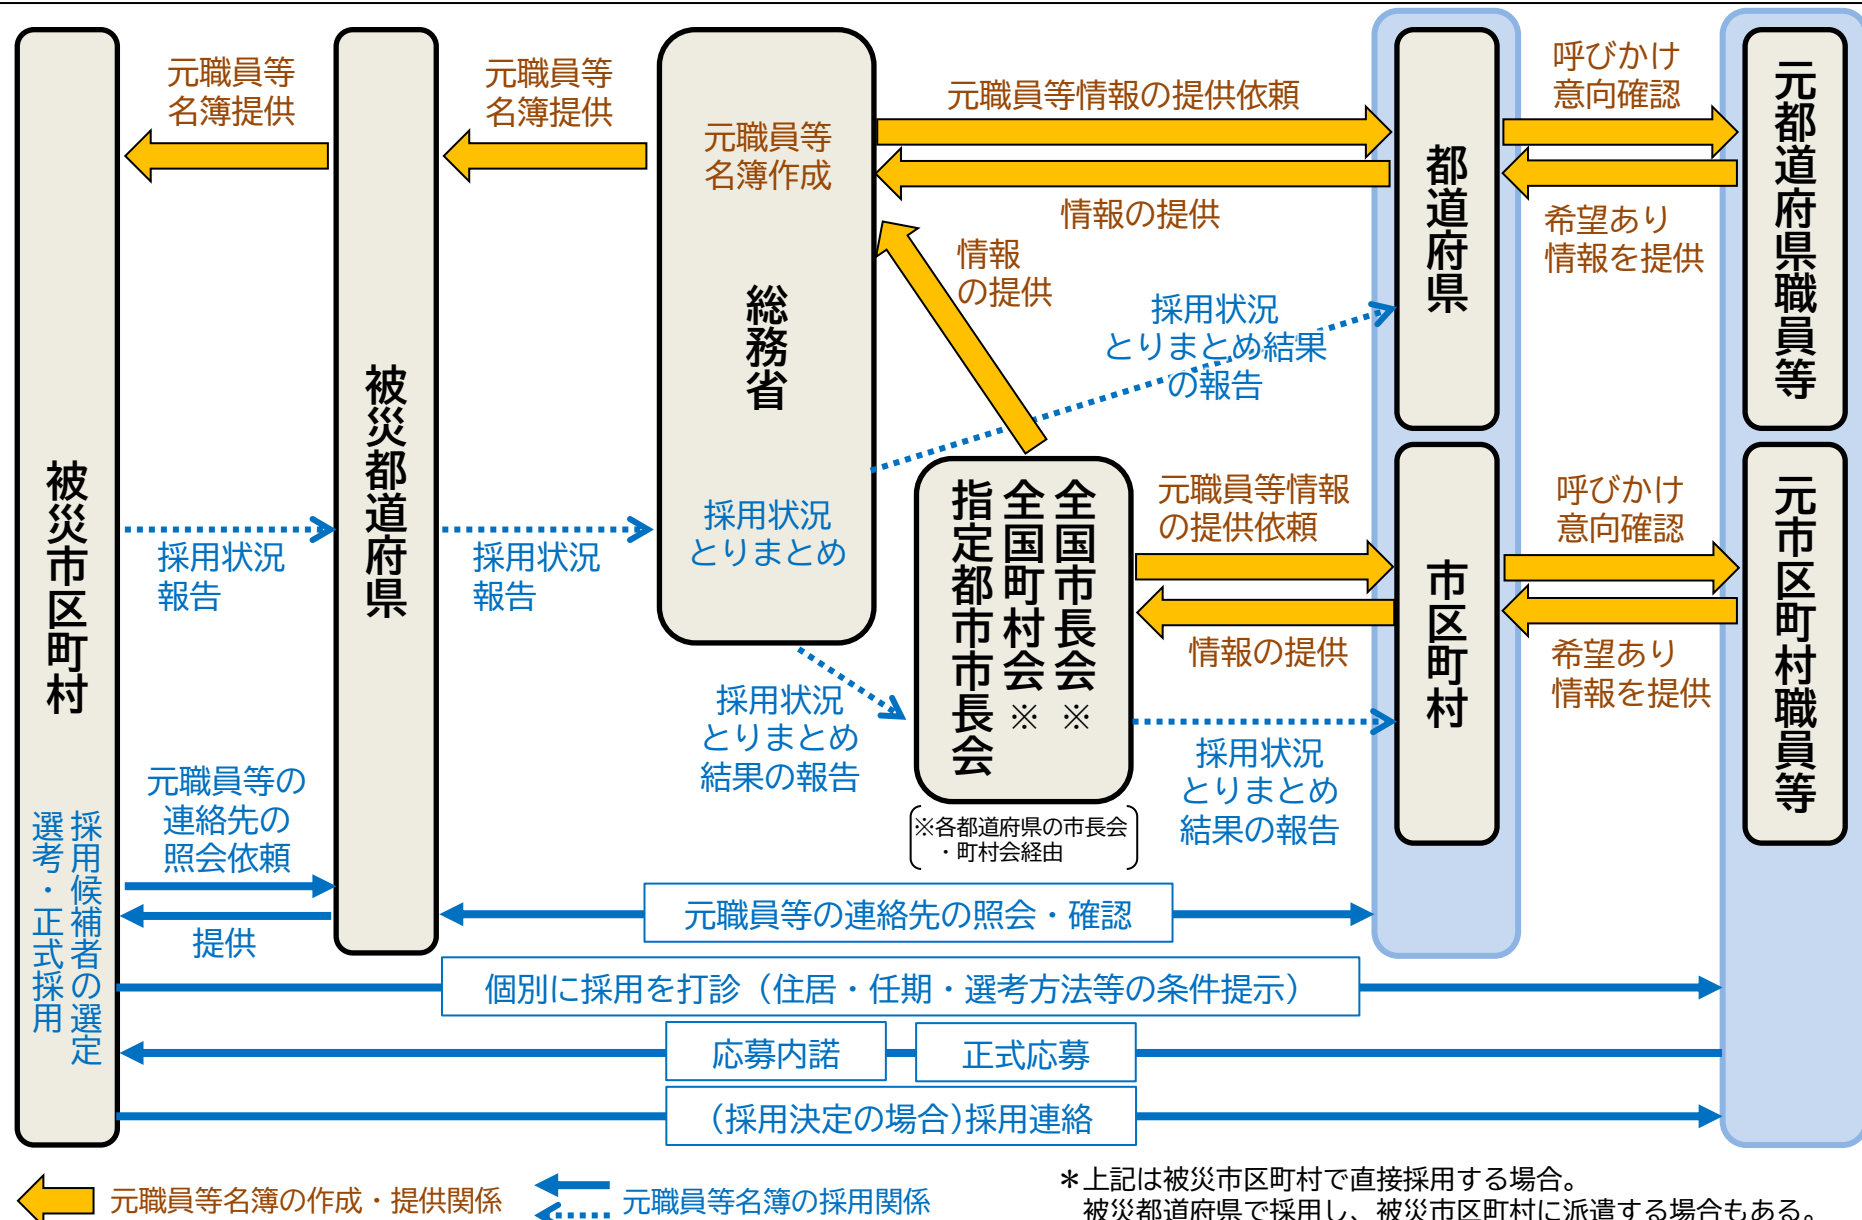 元職員等
名簿提供
元職員等
名簿提供
元職員等
名簿作成
元職員等情報の提供依頼
情報の提供
情報
の提供
呼びかけ
意向確認
希望あり
情報を提供
都道府県
元都道府県職員等
総務省
採用状況
とりまとめ
採用状況
とりまとめ結果
の報告
被災市区町村
被災都道府県
採用状況
報告
採用状況
報告
全国市長会※
全国町村会※
指定都市市長会
※各都道府県の市長会
・町村会経由
元職員等情報
の提供依頼
情報の提供
呼びかけ
意向確認
希望あり
情報を提供
市区町村
元市区町村職員等
採用状況
とりまとめ
結果の報告
採用状況
とりまとめ
結果の報告
元職員等の
連絡先の
照会依頼
提供
採用候補者の選定
選考・正式採用
元職員等の連絡先の照会・確認
個別に採用を打診（住居・任期・選考方法等の条件提示）
応募内諾
正式応募
（採用決定の場合）採用連絡
元職員等名簿の作成・提供関係
元職員等名簿の採用関係
＊上記は被災市区町村で直接採用する場合。
被災都道府県で採用し、被災市区町村に派遣する場合もある。